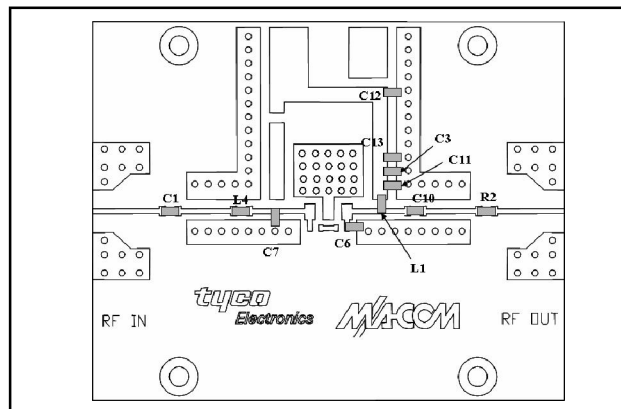 C12
C13
C3
C11
C1
L4
C10
R2
C7
C6
L1
tyco
Electronics
M/A-COM
RF IN
RF OUT